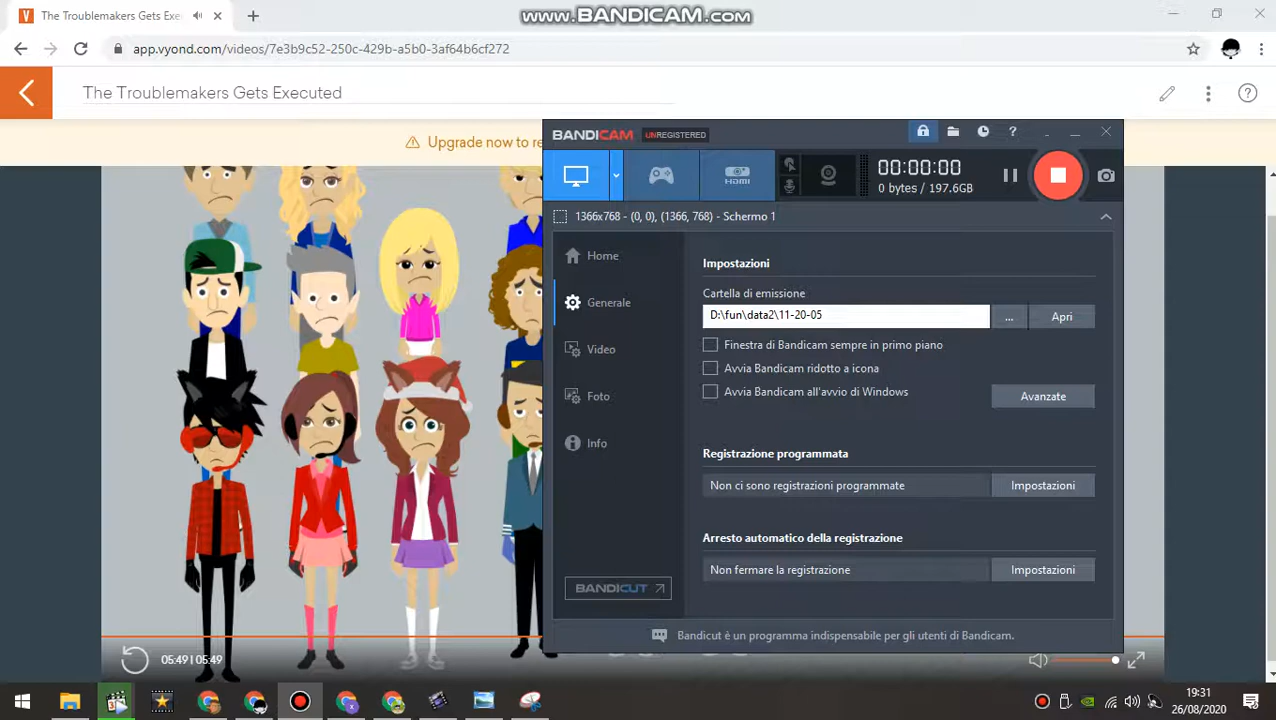 The Troublemakers Gets Exe
www.BANDICAM.com
app.vyond.com/videos/7e3b9c52-250c-429b-a5b0-3af64b6cf272
The Troublemakers Gets Executed
Upgrade now to re
BANDICAM UNREGISTERED
00:00:00
0 bytes / 197.6GB
HDMI
1366x768 - (0, 0), (1366, 768) - Schermo 1
Home
Generale
Video
Foto
Info
BANDICUT
Impostazioni
Cartella di emissione
D:\fun\data2\11-20-05
...
Apri
Finestra di Bandicam sempre in primo piano
Avvia Bandicam ridotto a icona
Avvia Bandicam all'avvio di Windows
Avanzate
Registrazione programmata
Non ci sono registrazioni programmate
Impostazioni
Arresto automatico della registrazione
Non fermare la registrazione
Impostazioni
Bandicut è un programma indispensabile per gli utenti di Bandicam.
05:49 | 05:49
19:31
26/08/2020